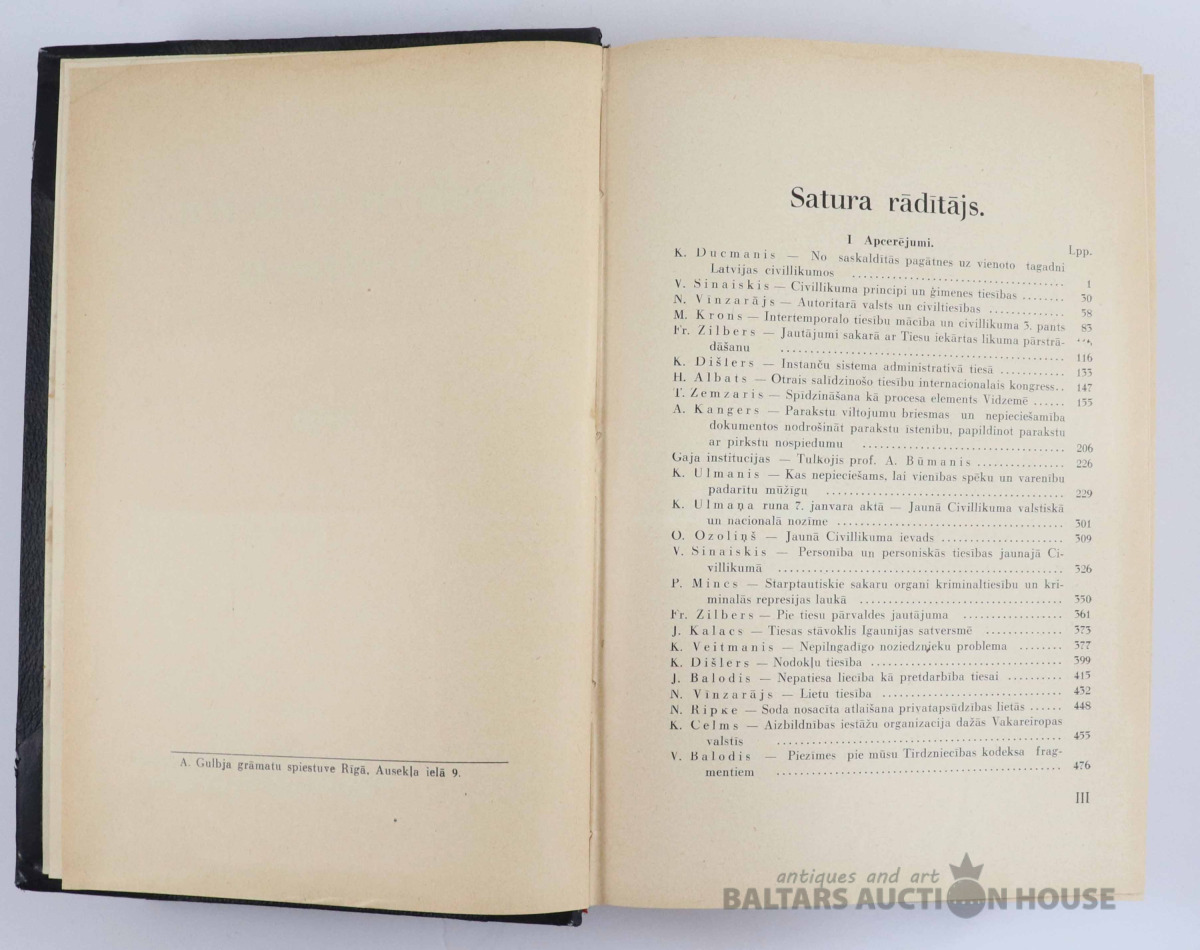 A. Gulbja grāmatu spiestuve Rīgā, Ausekļa ielā 9.
Satura rādītājs.
I Apcerējumi.
Lpp.
K. Ducmanis — No saskaldītās pagātnes uz vienoto tagadni
Latvijas civillikumos .......... 1
V. Sinaiskis — Civillikuma principi un ģimenes tiesības ........ 30
N. Vīnzarājs — Autoritarā valsts un civiltiesības .............. 58
M. Krons — Intertemporalo tiesību mācība un civillikuma 3. pants 83
Fr. Zilbers — Jautājumi sakarā ar Tiesu iekārtas likuma pārstrā-
dāšanu .......... 116
K. Dišlers — Instanču sistema administratīvā tiesā ............ 133
H. Albats — Otrais salīdzinošo tiesību internacionalais kongress.. 147
T. Zemzaris — Spīdzināšana kā procesa elements Vidzemē ...... 155
A. Kangers — Parakstu viltojumu briesmas un nepieciešamība
dokumentos nodrošināt parakstu īstenību, papildinot parakstu
ar pirkstu nospiedumu .......... 206
Gaja institucijas — Tulkojis prof. A. Būmanis ............... 226
K. Ulmanis — Kas nepieciešams, lai vienības spēku un varenību
padarītu mūžīgu .......... 229
K. Ulmaņa runa 7. janvara aktā — Jaunā Civillikuma valstiskā
un nacionalā nozīme .......... 301
O. Ozoliņš — Jaunā Civillikuma ievads .......... 309
V. Sinaiskis — Personība un personiskās tiesības jaunajā Ci-
villikumā .......... 326
P. Mincs — Starptautiskie sakaru organi kriminaltiesību un kri-
minalās represijas laukā .......... 350
Fr. Zilbers — Pie tiesu pārvaldes jautājuma .......... 361
J. Kalacs — Tiesas stāvoklis Igaunijas satversmē ............ 373
K. Veitmanis — Nepilngadīgo noziedznieku problema ........ 377
K. Dišlers — Nodokļu tiesība .......... 399
J. Balodis — Nepatiesa liecība kā pretdarbība tiesai .......... 415
N. Vīnzarājs — Lietu tiesība .......... 432
N. Ripke — Soda nosacīta atlaišana privatapsūdzības lietās ...... 448
K. Celms — Aizbildnības iestāžu organizacija dažās Vakareiropas
valstīs .......... 455
V. Balodis — Piezīmes pie mūsu Tirdzniecības kodeksa frag-
mentiem .......... 476
III
antiques and art
BALTARS AUCTION HOUSE